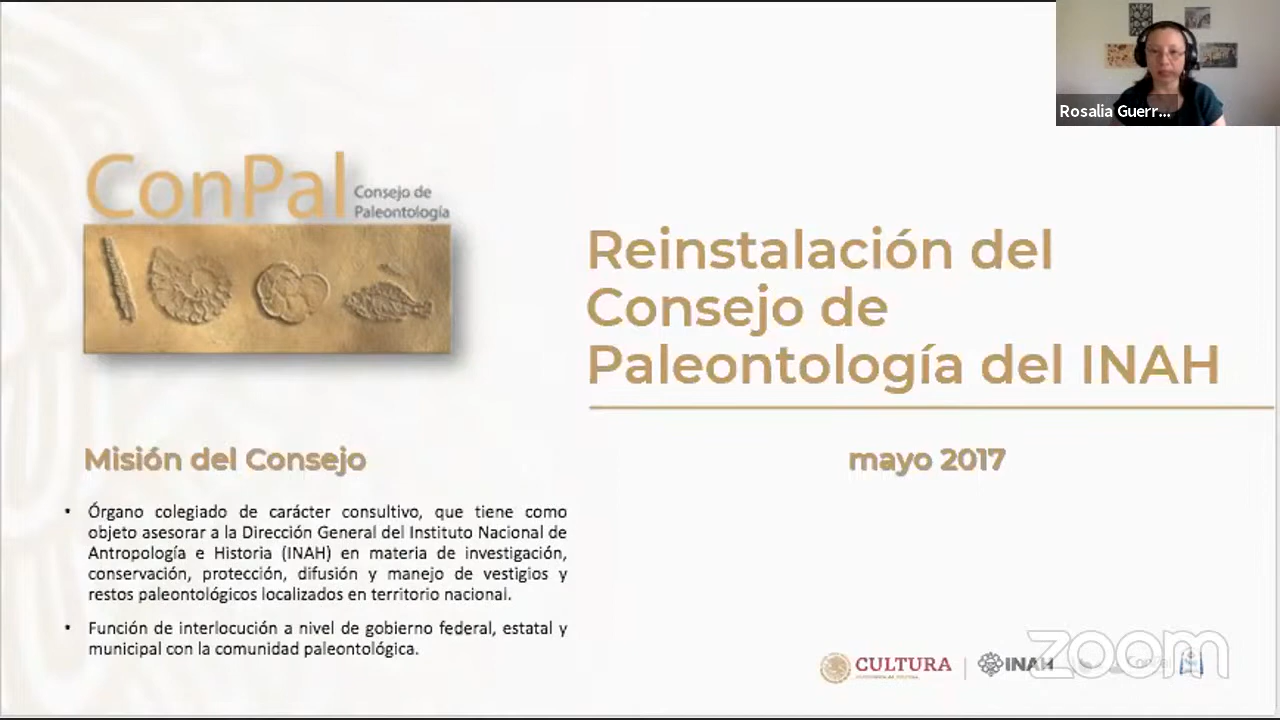 Rosalia Guerr...
ConPal
Consejo de
Paleontología
Reinstalación del
Consejo de
Paleontología del INAH
Misión del Consejo
mayo 2017
• Órgano colegiado de carácter consultivo, que tiene como
objeto asesorar a la Dirección General del Instituto Nacional de
Antropología e Historia (INAH) en materia de investigación,
conservación, protección, difusión y manejo de vestigios y
restos paleontológicos localizados en territorio nacional.
• Función de interlocución a nivel de gobierno federal, estatal y
municipal con la comunidad paleontológica.
CULTURA
INAH
zoom